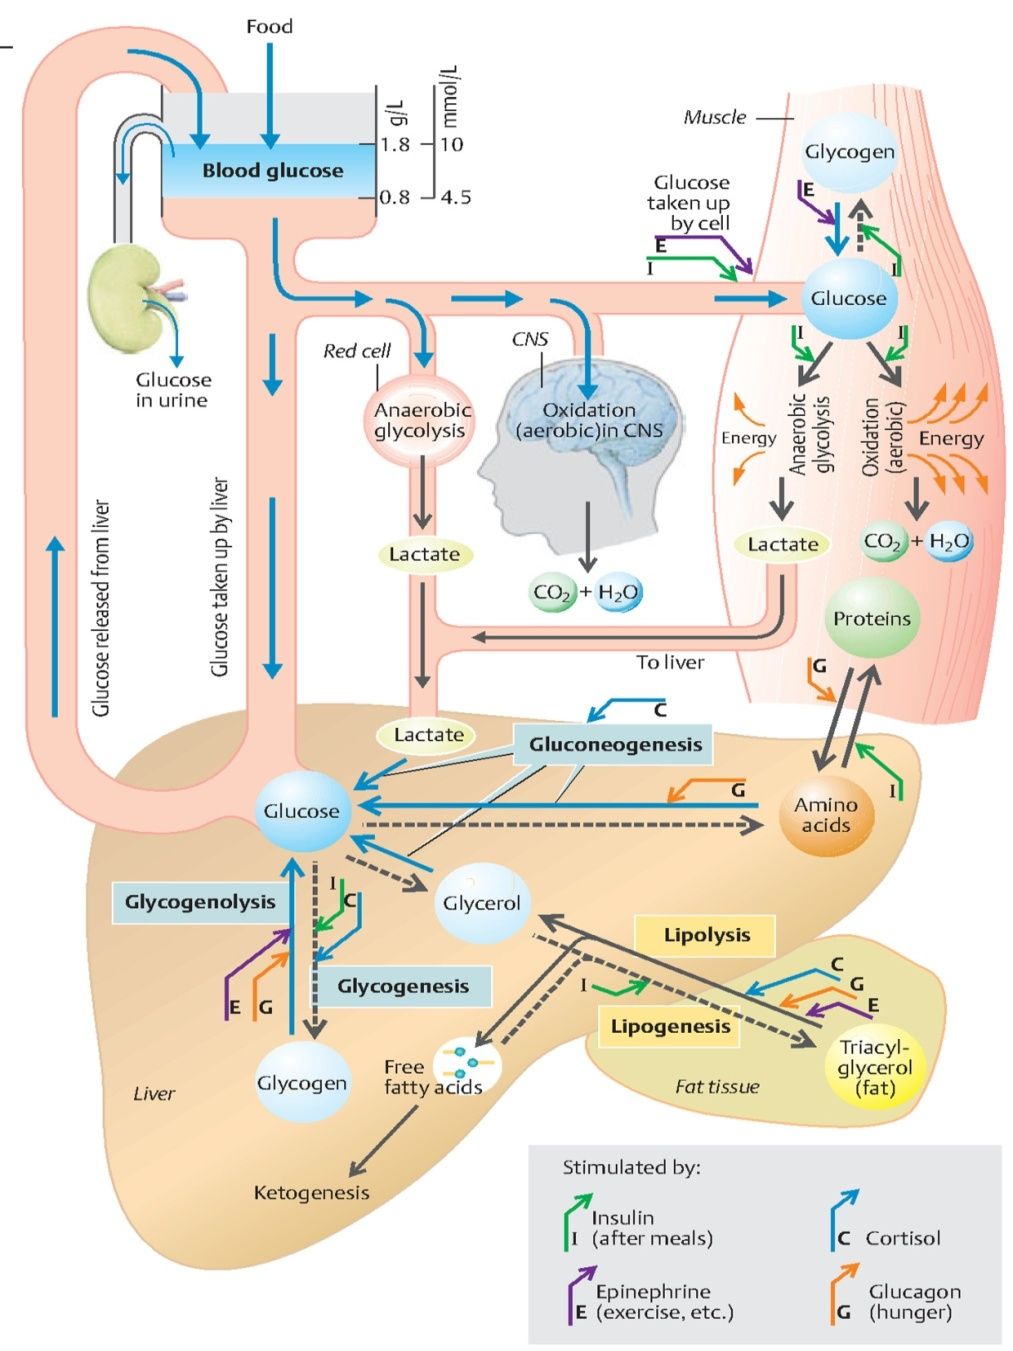 Food
g/L
mmol/L
1.8
10
Blood glucose
0.8
4.5
Muscle
Glycogen
E
I
Glucose
taken up
by cell
E
I
Glucose
I
I
Glucose
in urine
Red cell
CNS
Anaerobic
glycolysis
Oxidation
(aerobic)in CNS
Energy
Anaerobic
glycolysis
Oxidation
(aerobic)
Energy
Glucose released from liver
Glucose taken up by liver
Lactate
CO₂ + H₂O
Lactate
CO₂ + H₂O
Proteins
To liver
G
I
Lactate
C
Gluconeogenesis
G
Glucose
Amino
acids
Glycogenolysis
I
C
Glycerol
Lipolysis
E
G
Glycogenesis
I
Lipogenesis
C
G
E
Glycogen
Free
fatty acids
Triacyl-
glycerol
(fat)
Fat tissue
Liver
Ketogenesis
Stimulated by:
I
Insulin
(after meals)
C Cortisol
E
Epinephrine
(exercise, etc.)
G
Glucagon
(hunger)